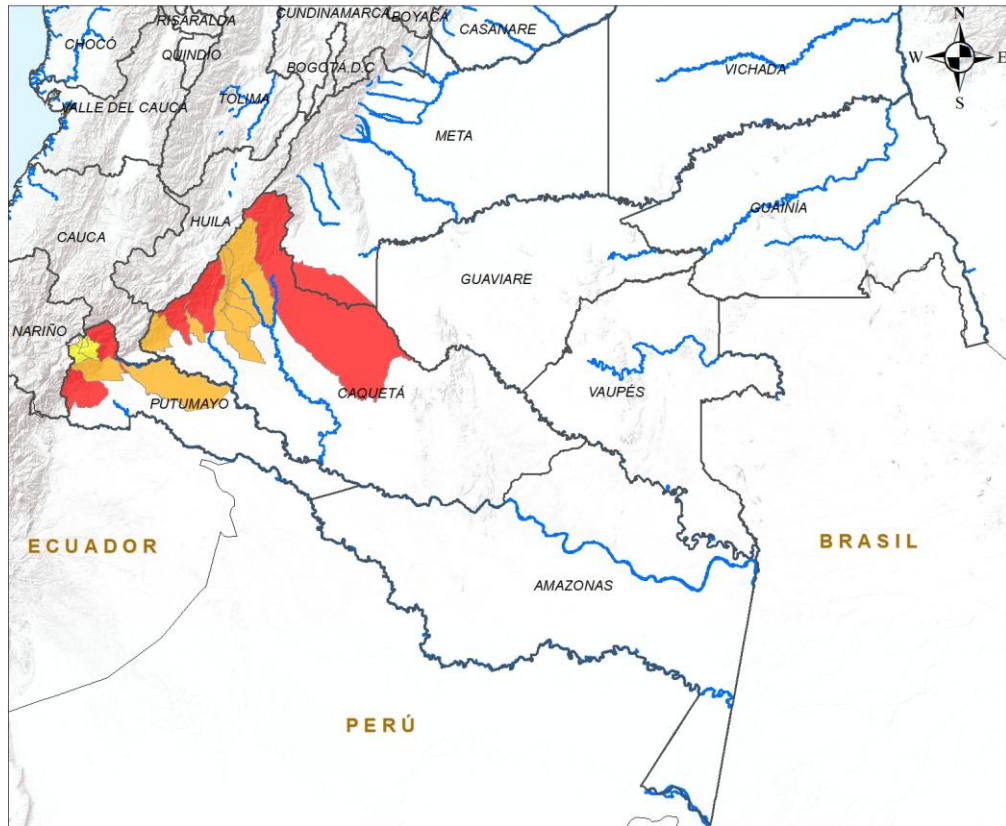 CUNDINAMARCA
BOYACÁ
RISARALDA
CASANARE
N
CHOCÓ
QUINDÍO
BOGOTÁ D.C
VICHADA
W
E
VALLE DEL CAUCA
TOLIMA
S
META
HUILA
GUAINÍA
CAUCA
GUAVIARE
NARIÑO
CAQUETÁ
VAUPÉS
PUTUMAYO
ECUADOR
BRASIL
AMAZONAS
PERÚ